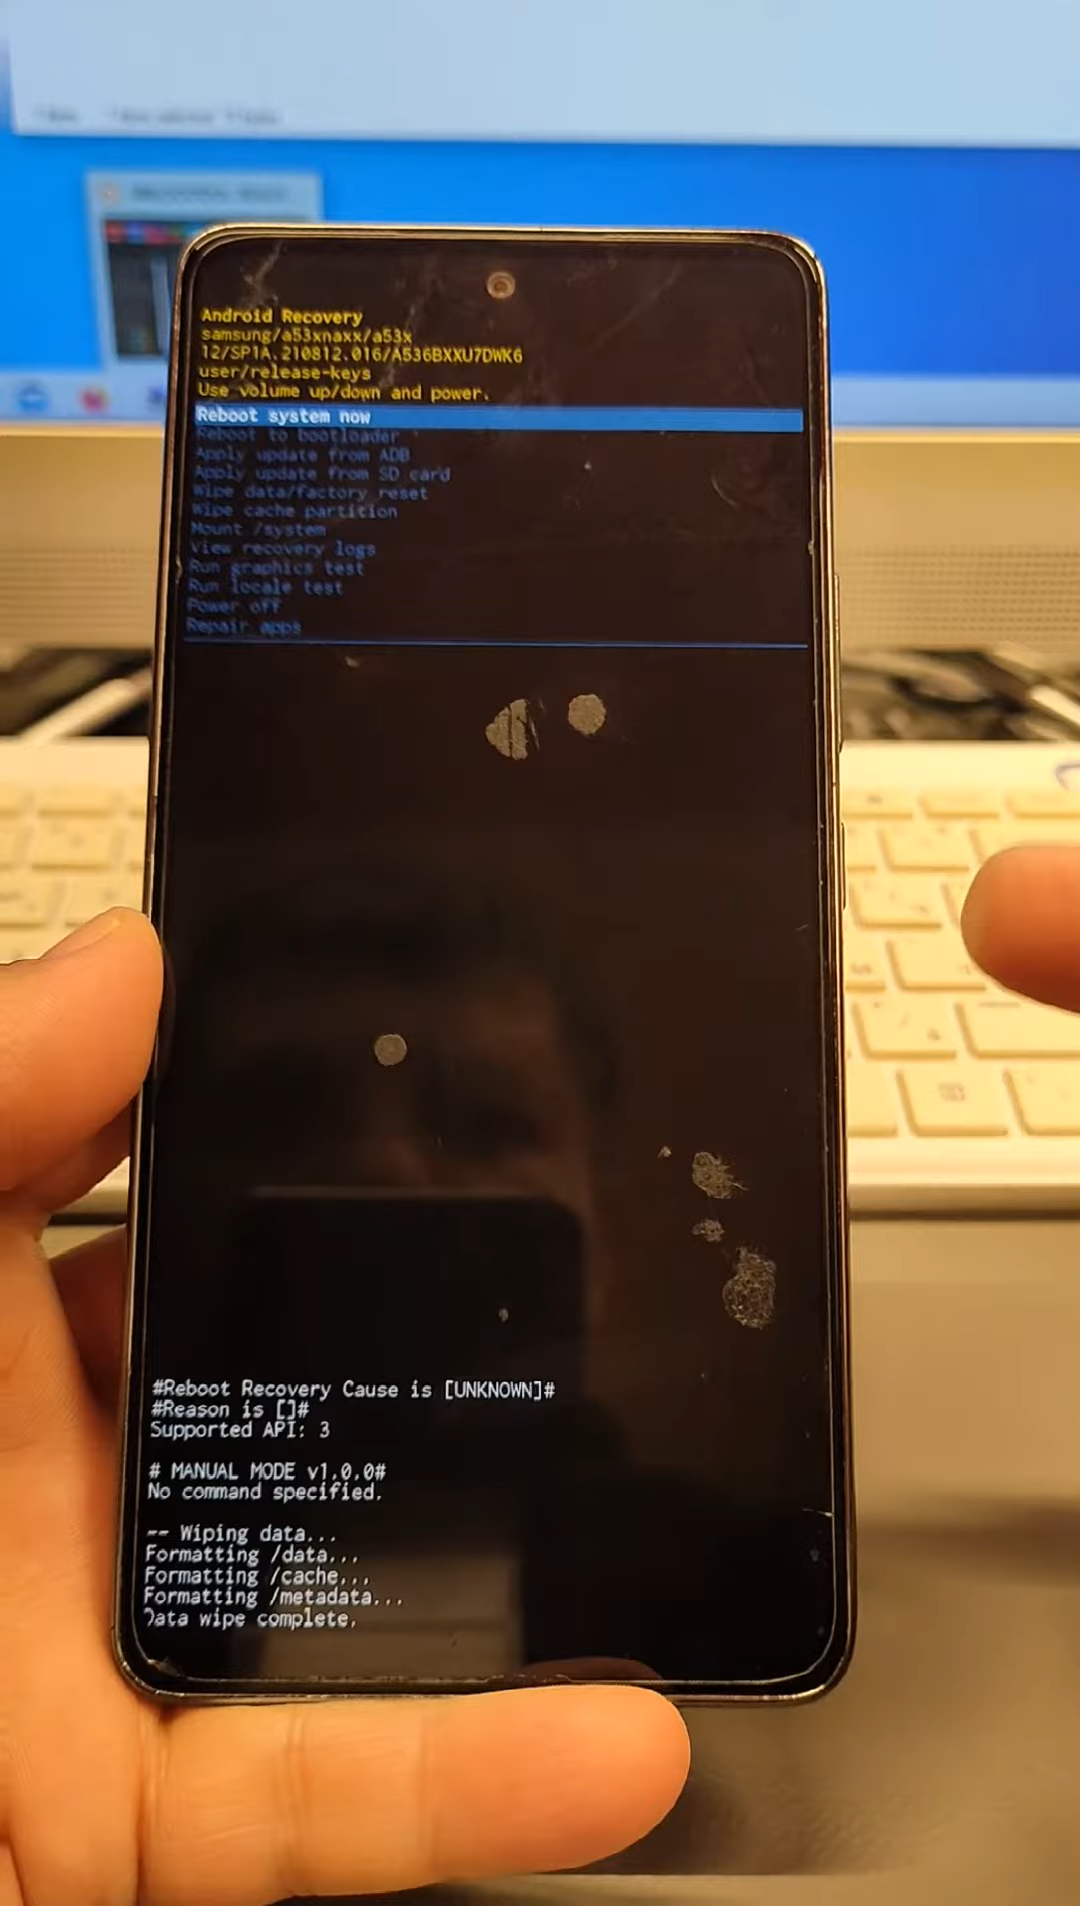 Android Recovery
samsung/a53xnaxx/a53x
12/SP1A.210812.016/A536BXXU7DWK6
user/release-keys
Use volume up/down and power.
Reboot system now
Reboot to bootloader
Apply update from ADB
Apply update from SD card
Wipe data/factory reset
Wipe cache partition
Mount /system
View recovery logs
Run graphics test
Run locale test
Power off
Repair apps
#Reboot Recovery Cause is [UNKNOWN]#
#Reason is []#
Supported API: 3
# MANUAL MODE v1.0.0#
No command specified.
-- Wiping data...
Formatting /data...
Formatting /cache...
Formatting /metadata...
Data wipe complete.